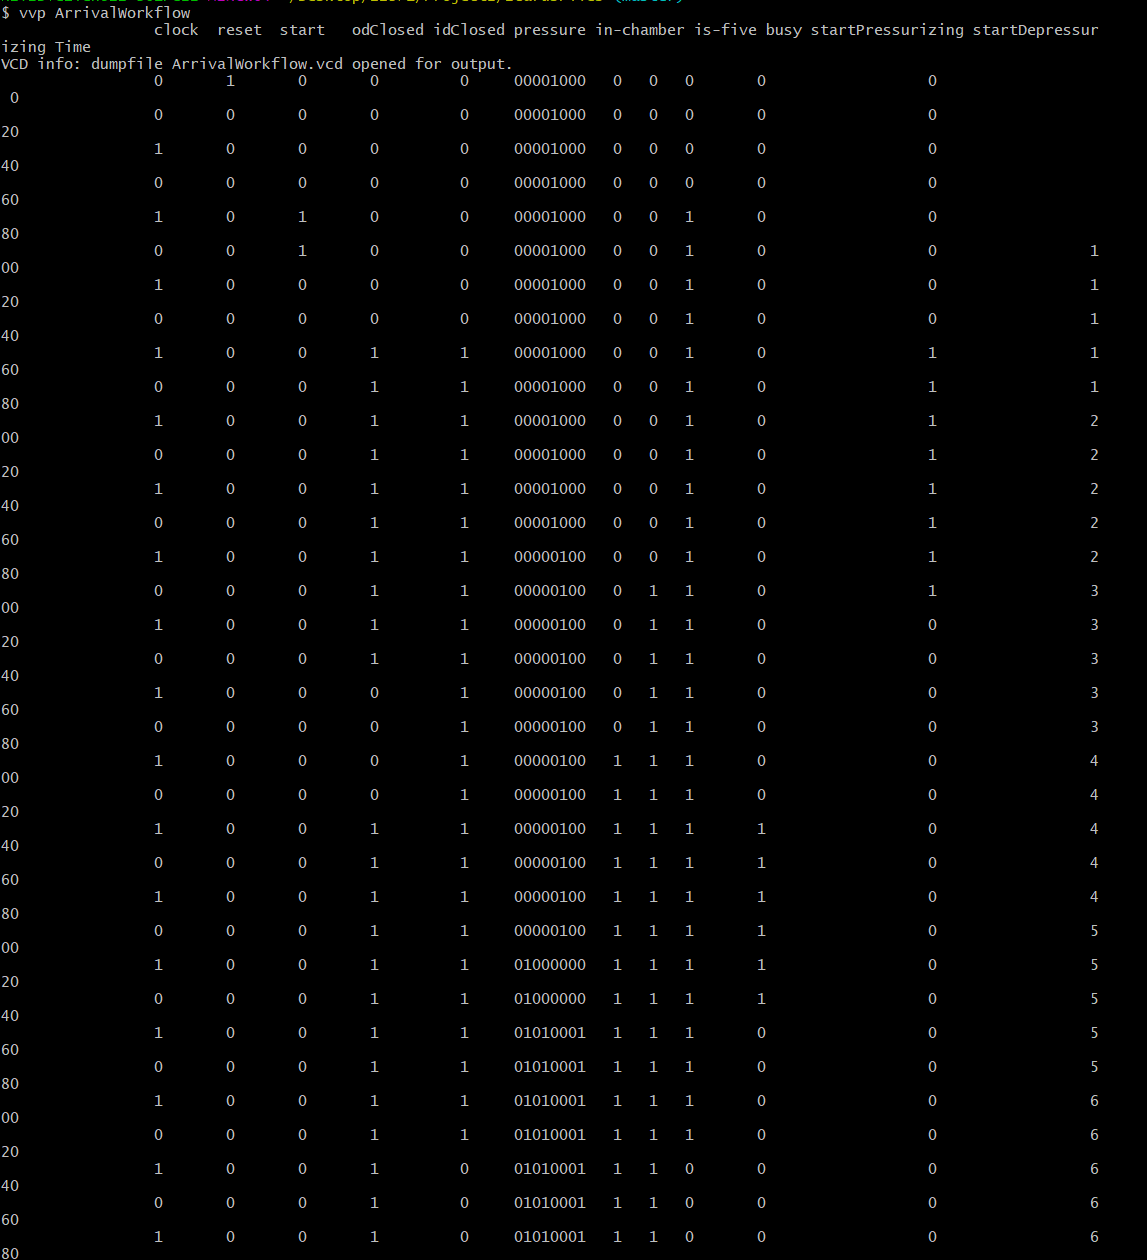 $ vvp ArrivalWorkflow
clock reset start odClosed idClosed pressure in-chamber is-five busy startPressurizing startDepressur
izing Time
VCD info: dumpfile ArrivalWorkflow.vcd opened for output.
0 1 0 0 0 00001000 0 0 0 0 0
0
0 0 0 0 0 00001000 0 0 0 0 0
20
1 0 0 0 0 00001000 0 0 0 0 0
40
0 0 0 0 0 00001000 0 0 0 0 0
60
1 0 1 0 0 00001000 0 0 1 0 0
80
0 0 1 0 0 00001000 0 0 1 0 0 1
00
1 0 0 0 0 00001000 0 0 1 0 0 1
20
0 0 0 0 0 00001000 0 0 1 0 0 1
40
1 0 0 1 1 00001000 0 0 1 0 1 1
60
0 0 0 1 1 00001000 0 0 1 0 1 1
80
1 0 0 1 1 00001000 0 0 1 0 1 2
00
0 0 0 1 1 00001000 0 0 1 0 1 2
20
1 0 0 1 1 00001000 0 0 1 0 1 2
40
0 0 0 1 1 00001000 0 0 1 0 1 2
60
1 0 0 1 1 00000100 0 0 1 0 1 2
80
0 0 0 1 1 00000100 0 1 1 0 1 3
00
1 0 0 1 1 00000100 0 1 1 0 0 3
20
0 0 0 1 1 00000100 0 1 1 0 0 3
40
1 0 0 0 1 00000100 0 1 1 0 0 3
60
0 0 0 0 1 00000100 0 1 1 0 0 3
80
1 0 0 0 1 00000100 1 1 1 0 0 4
00
0 0 0 0 1 00000100 1 1 1 0 0 4
20
1 0 0 1 1 00000100 1 1 1 1 0 4
40
0 0 0 1 1 00000100 1 1 1 1 0 4
60
1 0 0 1 1 00000100 1 1 1 1 0 4
80
0 0 0 1 1 00000100 1 1 1 1 0 5
00
1 0 0 1 1 01000000 1 1 1 1 0 5
20
0 0 0 1 1 01000000 1 1 1 1 0 5
40
1 0 0 1 1 01010001 1 1 1 0 0 5
60
0 0 0 1 1 01010001 1 1 1 0 0 5
80
1 0 0 1 1 01010001 1 1 1 0 0 6
00
0 0 0 1 1 01010001 1 1 1 0 0 6
20
1 0 0 1 0 01010001 1 1 0 0 0 6
40
0 0 0 1 0 01010001 1 1 0 0 0 6
60
1 0 0 1 0 01010001 1 1 0 0 0 6
80